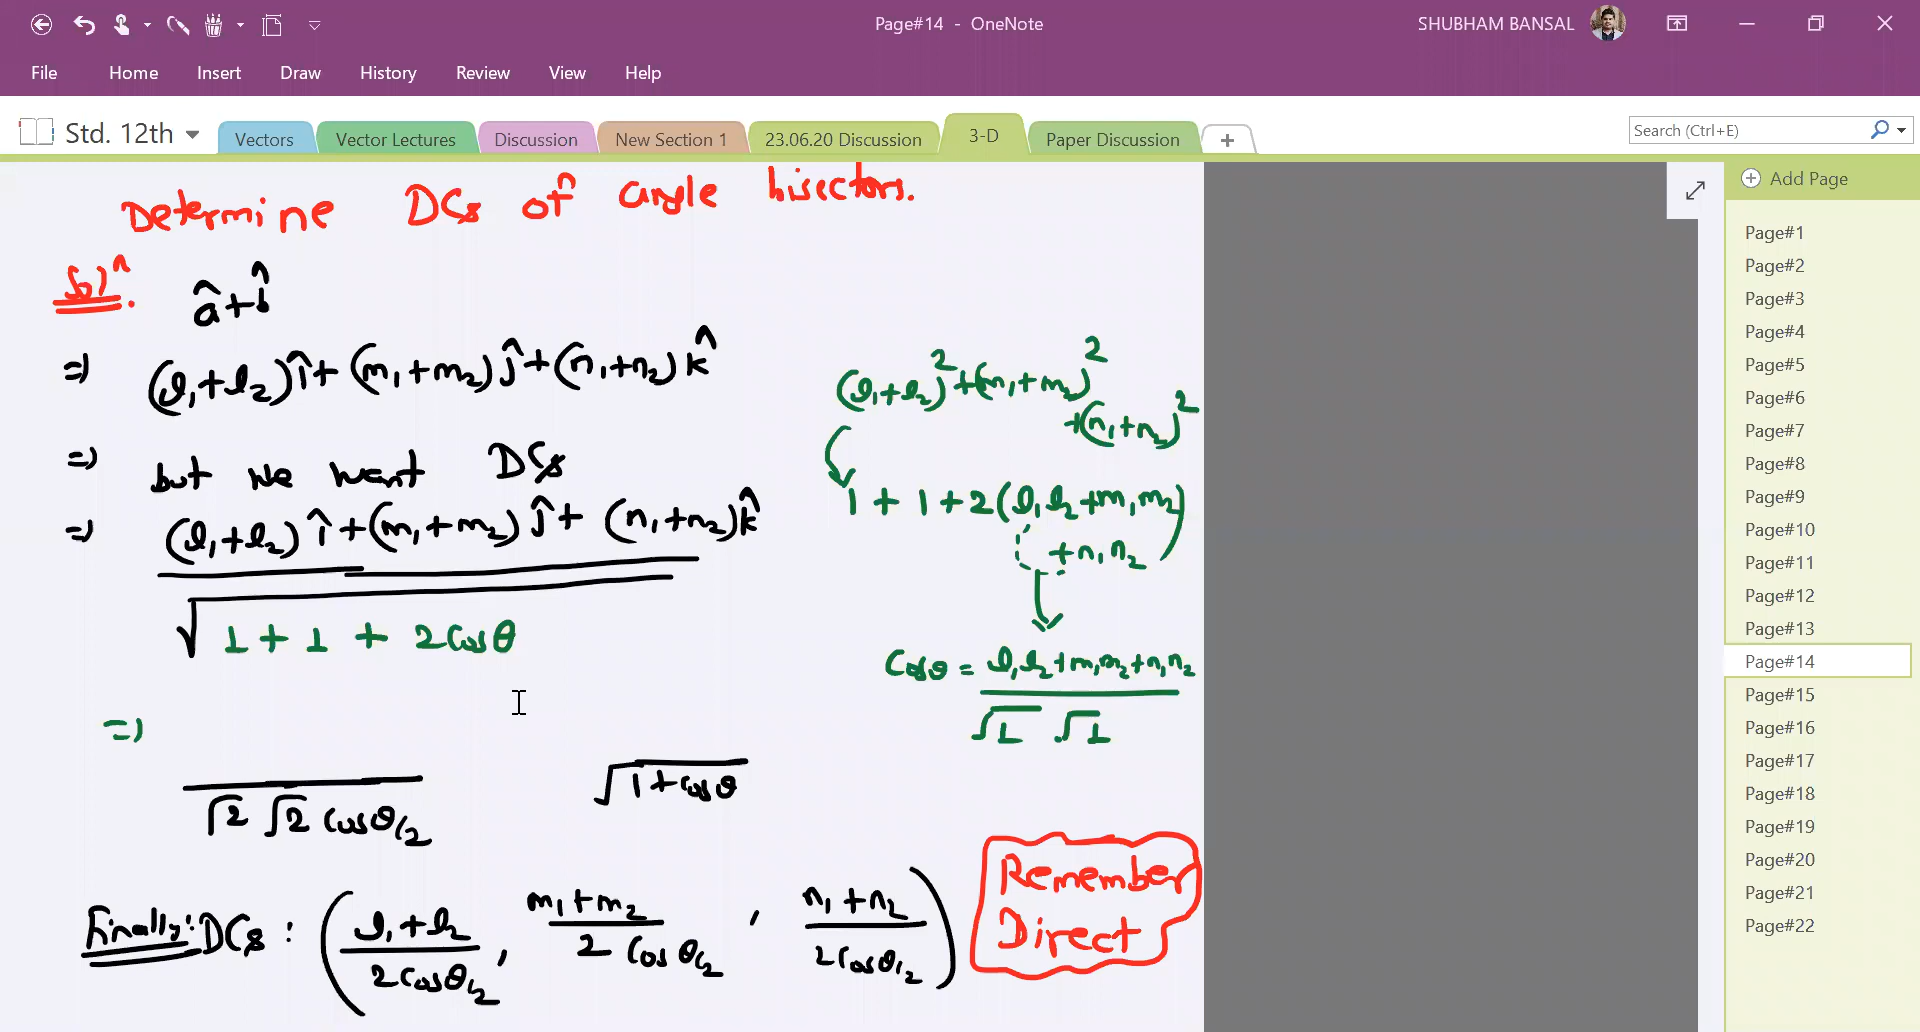 Page#14 - OneNote
SHUBHAM BANSAL
File Home Insert Draw History Review View Help
Std. 12th
Vectors Vector Lectures Discussion New Section 1 23.06.20 Discussion 3-D Paper Discussion +
Search (Ctrl+E)
Add Page
Page#1
Page#2
Page#3
Page#4
Page#5
Page#6
Page#7
Page#8
Page#9
Page#10
Page#11
Page#12
Page#13
Page#14
Page#15
Page#16
Page#17
Page#18
Page#19
Page#20
Page#21
Page#22
Determine DCs of angle bisectors.
Solⁿ.
â+b̂
⇒ (l₁+l₂)î+(m₁+m₂)ĵ+(n₁+n₂)k̂
⇒ but we want DCs
⇒ (l₁+l₂)î+(m₁+m₂)ĵ+(n₁+n₂)k̂
√ 1 + 1 + 2cosθ
⇒
√2 √2 cosθ/2
√1+cosθ
(l₁+l₂)²+(m₁+m₂)²
+(n₁+n₂)²
1 + 1 + 2(l₁l₂+m₁m₂
+n₁n₂)
Cosθ = l₁l₂+m₁m₂+n₁n₂
√1 √1
Finally: DCs : (l₁+l₂ / 2cosθ/2 , m₁+m₂ / 2 cosθ/2 , n₁+n₂ / 2cosθ/2)
Remember
Direct